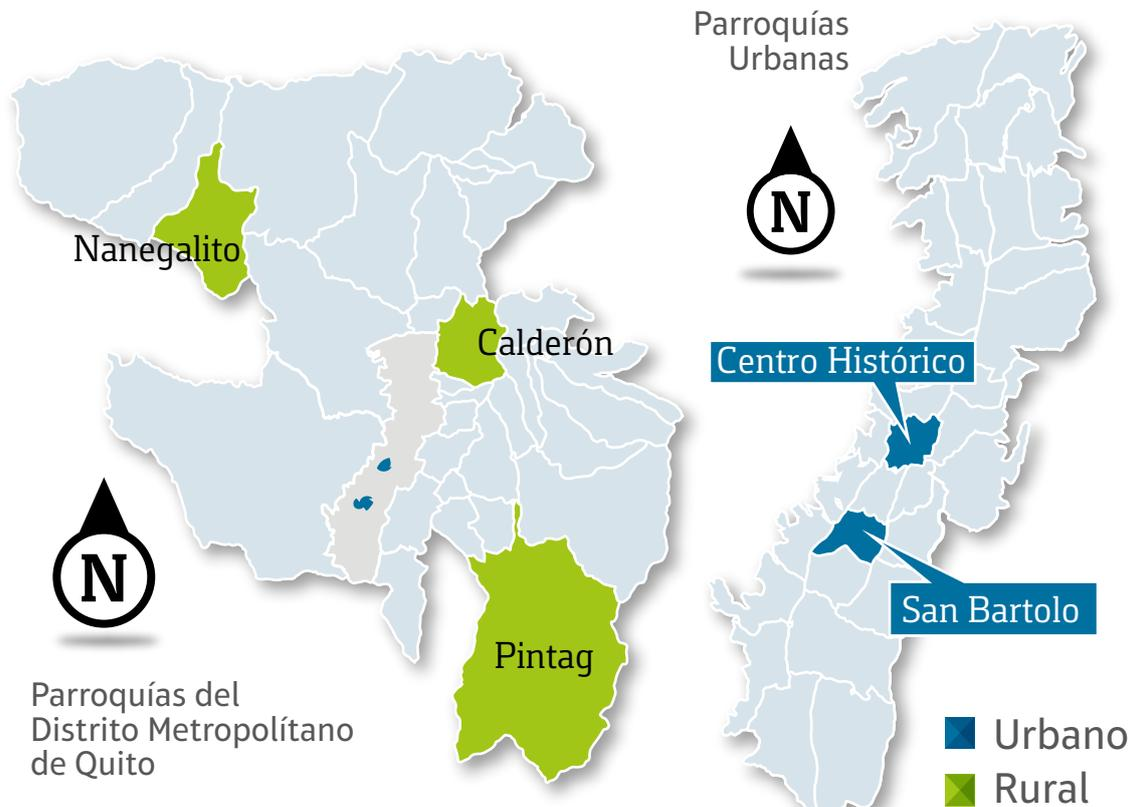 Parroquías
Urbanas
N
Nanegalito
Calderón
Centro Histórico
N
San Bartolo
Pintag
Parroquías del
Distrito Metropolítano
de Quito
Urbano
Rural